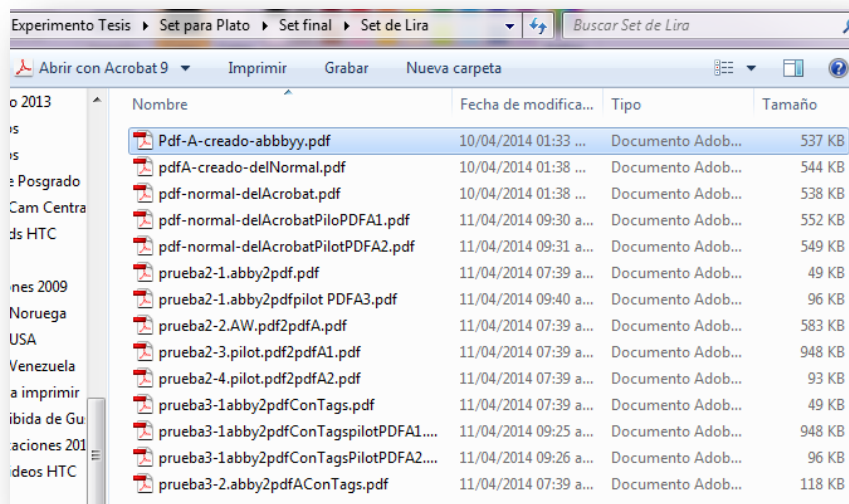 Experimento Tesis ▸ Set para Plato ▸ Set final ▸ Set de Lira Buscar Set de Lira
Abrir con Acrobat 9 Imprimir Grabar Nueva carpeta
Nombre Fecha de modifica... Tipo Tamaño
Pdf-A-creado-abbbyy.pdf 10/04/2014 01:33 ... Documento Adob... 537 KB
pdfA-creado-delNormal.pdf 10/04/2014 01:38 ... Documento Adob... 544 KB
pdf-normal-delAcrobat.pdf 10/04/2014 01:38 ... Documento Adob... 538 KB
pdf-normal-delAcrobatPiloPDFA1.pdf 11/04/2014 09:30 a... Documento Adob... 552 KB
pdf-normal-delAcrobatPilotPDFA2.pdf 11/04/2014 09:31 a... Documento Adob... 549 KB
prueba2-1.abby2pdf.pdf 11/04/2014 07:39 a... Documento Adob... 49 KB
prueba2-1.abby2pdfpilot PDFA3.pdf 11/04/2014 09:40 a... Documento Adob... 96 KB
prueba2-2.AW.pdf2pdfA.pdf 11/04/2014 07:39 a... Documento Adob... 583 KB
prueba2-3.pilot.pdf2pdfA1.pdf 11/04/2014 07:39 a... Documento Adob... 948 KB
prueba2-4.pilot.pdf2pdfA2.pdf 11/04/2014 07:39 a... Documento Adob... 93 KB
prueba3-1abby2pdfConTags.pdf 11/04/2014 07:39 a... Documento Adob... 49 KB
prueba3-1abby2pdfConTagspilotPDFA1.... 11/04/2014 09:25 a... Documento Adob... 948 KB
prueba3-1abby2pdfConTagsPilotPDFA2.... 11/04/2014 09:26 a... Documento Adob... 96 KB
prueba3-2.abby2pdfAConTags.pdf 11/04/2014 07:39 a... Documento Adob... 118 KB
o 2013
os
os
e Posgrado
Cam Centra
ds HTC
ones 2009
Noruega
USA
Venezuela
a imprimir
ibida de Gu
caciones 201
ideos HTC